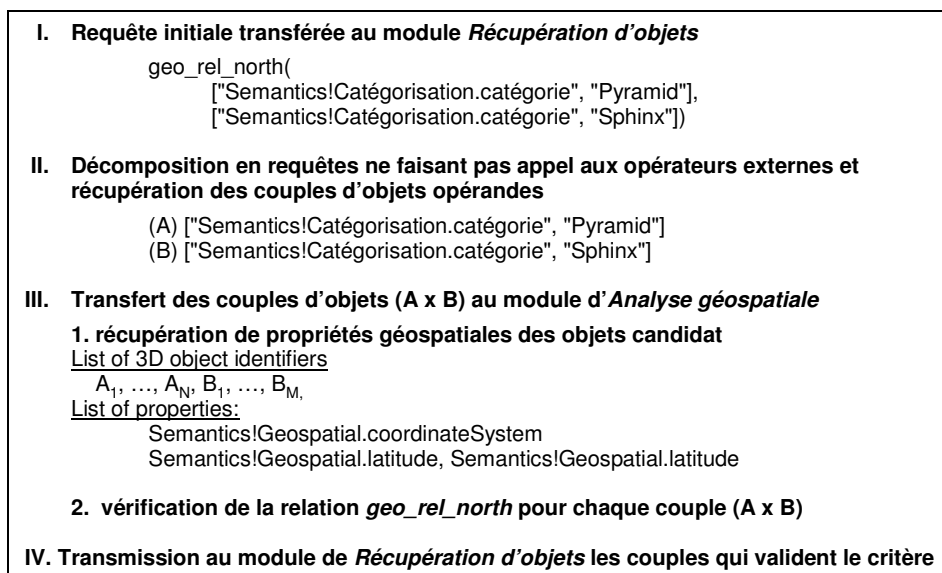 I. Requête initiale transférée au module Récupération d'objets
geo_rel_north(
["Semantics!Catégorisation.catégorie", "Pyramid"],
["Semantics!Catégorisation.catégorie", "Sphinx"])
II. Décomposition en requêtes ne faisant pas appel aux opérateurs externes et
récupération des couples d'objets opérandes
(A) ["Semantics!Catégorisation.catégorie", "Pyramid"]
(B) ["Semantics!Catégorisation.catégorie", "Sphinx"]
III. Transfert des couples d'objets (A x B) au module d'Analyse géospatiale
1. récupération de propriétés géospatiales des objets candidat
List of 3D object identifiers
A1, …, AN, B1, …, BM,
List of properties:
Semantics!Geospatial.coordinateSystem
Semantics!Geospatial.latitude, Semantics!Geospatial.latitude
2. vérification de la relation geo_rel_north pour chaque couple (A x B)
IV. Transmission au module de Récupération d'objets les couples qui valident le critère